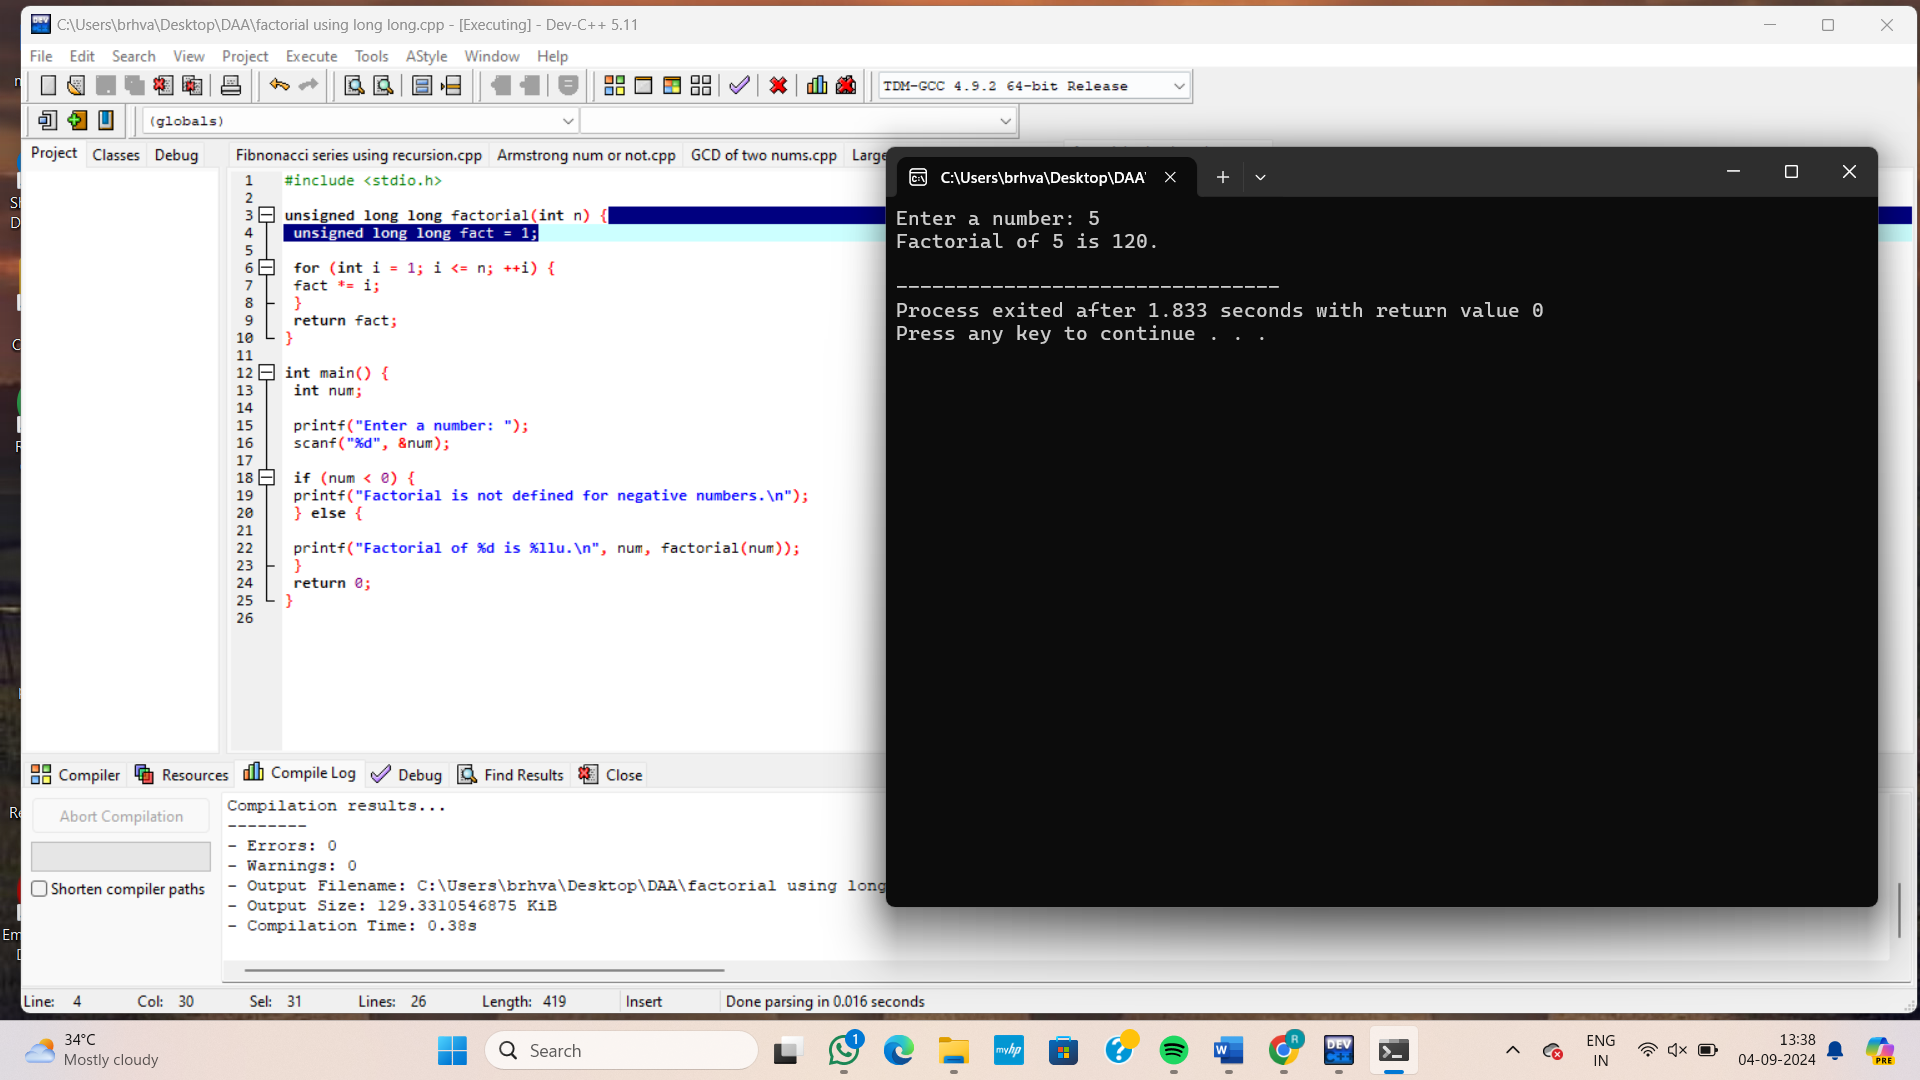 C:\Users\brhva\Desktop\DAA\factorial using long long.cpp - [Executing] - Dev-C++ 5.11
File Edit Search View Project Execute Tools AStyle Window Help
TDM-GCC 4.9.2 64-bit Release
(globals)
Project Classes Debug
Fibnonacci series using recursion.cpp Armstrong num or not.cpp GCD of two nums.cpp Large
1 #include <stdio.h>
2
3 unsigned long long factorial(int n) {
4 unsigned long long fact = 1;
5
6 for (int i = 1; i <= n; ++i) {
7 fact *= i;
8 }
9 return fact;
10 }
11
12 int main() {
13 int num;
14
15 printf("Enter a number: ");
16 scanf("%d", &num);
17
18 if (num < 0) {
19 printf("Factorial is not defined for negative numbers.\n");
20 } else {
21
22 printf("Factorial of %d is %llu.\n", num, factorial(num));
23 }
24 return 0;
25 }
26
C:\Users\brhva\Desktop\DAA'
Enter a number: 5
Factorial of 5 is 120.
--------------------------------
Process exited after 1.833 seconds with return value 0
Press any key to continue . . .
Compiler Resources Compile Log Debug Find Results Close
Abort Compilation
Shorten compiler paths
Compilation results...
--------
- Errors: 0
- Warnings: 0
- Output Filename: C:\Users\brhva\Desktop\DAA\factorial using long
- Output Size: 129.3310546875 KiB
- Compilation Time: 0.38s
Line: 4 Col: 30 Sel: 31 Lines: 26 Length: 419 Insert Done parsing in 0.016 seconds
34°C
Mostly cloudy
Search
1
myhp
R
DEV
C++
ENG
IN
13:38
04-09-2024
PRE